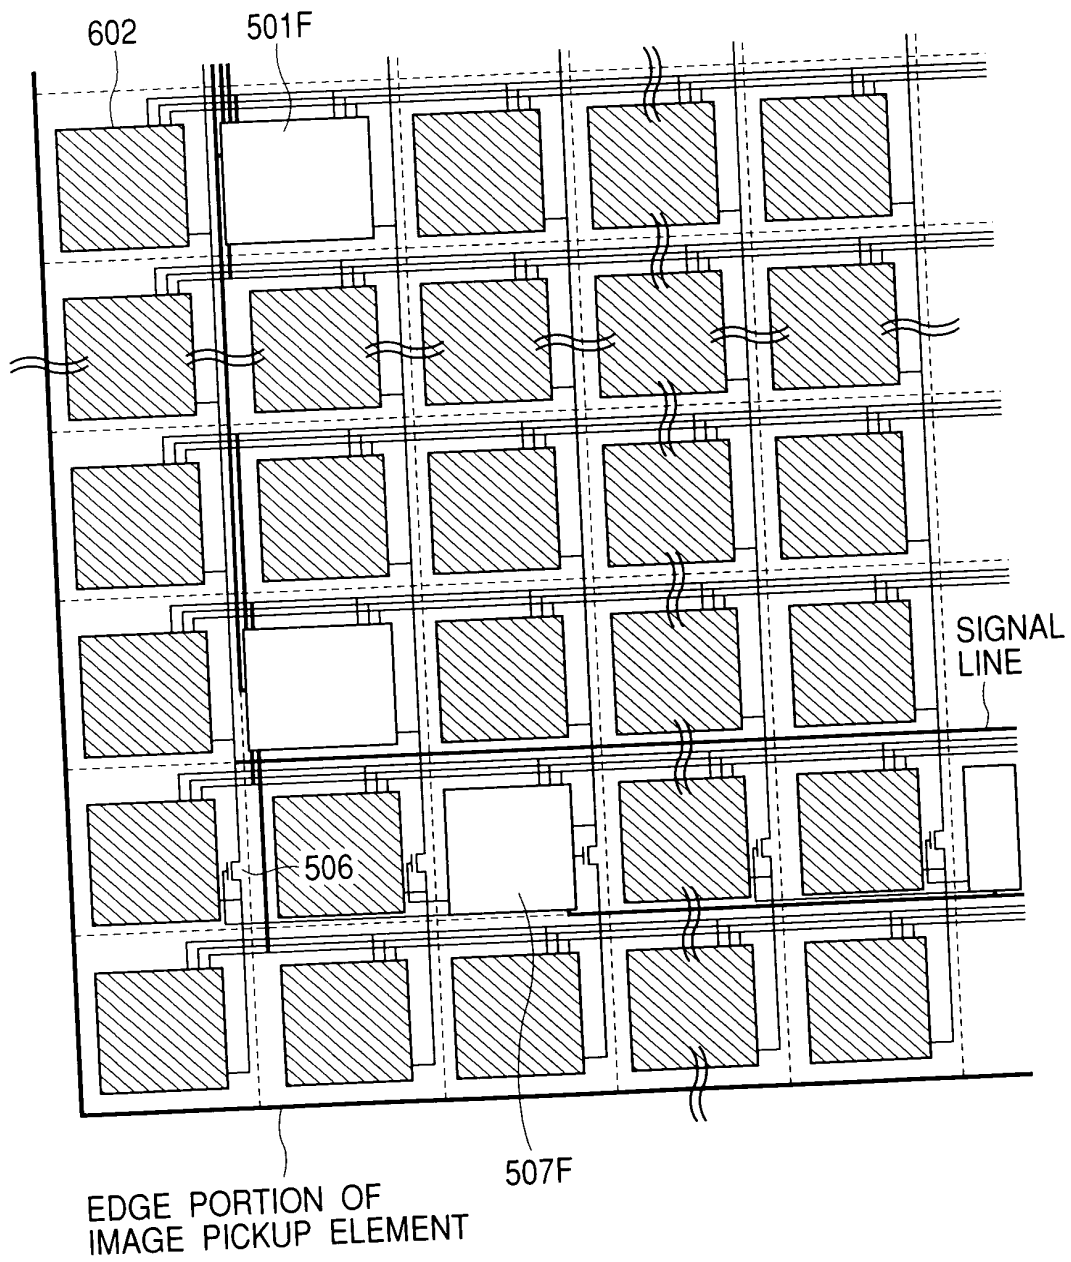 602
501F
SIGNAL
LINE
506
507F
EDGE PORTION OF
IMAGE PICKUP ELEMENT